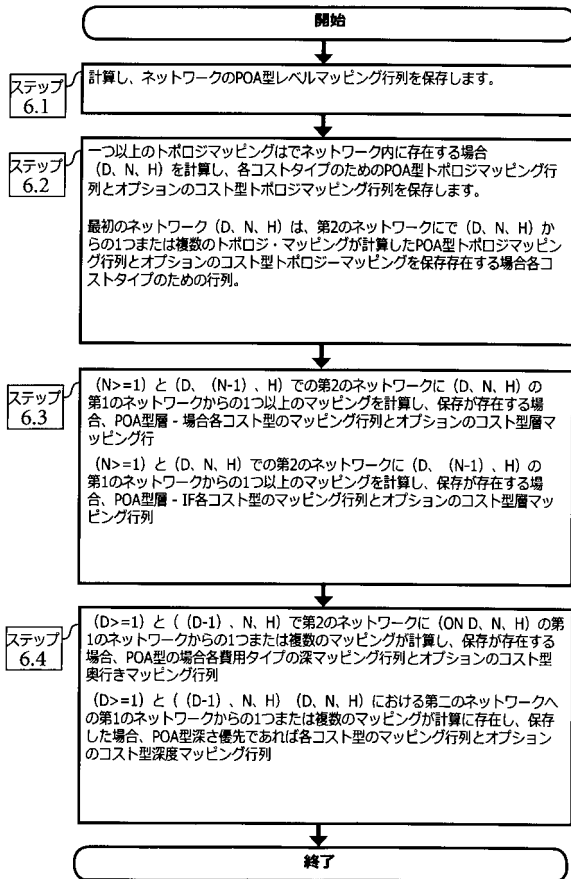 開始
ステップ
6.1
計算し、ネットワークのPOA型レベルマッピング行列を保存します。
ステップ
6.2
一つ以上のトポロジマッピングはでネットワーク内に存在する場合
(D、N、H)を計算し、各コストタイプのためのPOA型トポロジマッピング行
列とオプションのコスト型トポロジマッピング行列を保存します。
最初のネットワーク(D、N、H)は、第2のネットワークにで(D、N、H)か
らの1つまたは複数のトポロジ・マッピングが計算したPOA型トポロジマッピン
グ行列とオプションのコスト型トポロジーマッピングを保存存在する場合各コ
ストタイプのための行列。
ステップ
6.3
(N>=1)と(D、(N-1)、H)での第2のネットワークに(D、N、H)の
第1のネットワークからの1つ以上のマッピングを計算し、保存が存在する場
合、POA型層 - 場合各コスト型のマッピング行列とオプションのコスト型層マ
ッピング行
(N>=1)と(D、N、H)での第2のネットワークに(D、(N-1)、H)の
第1のネットワークからの1つ以上のマッピングを計算し、保存が存在する場
合、POA型層 - IF各コスト型のマッピング行列とオプションのコスト型層マッ
ピング行列
ステップ
6.4
(D>=1)と((D-1)、N、H)で第2のネットワークに(ON D、N、H)の第
1のネットワークからの1つまたは複数のマッピングが計算し、保存が存在する
場合、POA型の場合各費用タイプの深マッピング行列とオプションのコスト型
奥行きマッピング行列
(D>=1)と((D-1)、N、H)(D、N、H)における第二のネットワークへ
の第1のネットワークからの1つまたは複数のマッピングが計算に存在し、保存
した場合、POA型深さ優先であれば各コスト型のマッピング行列とオプション
のコスト型深度マッピング行列
終了